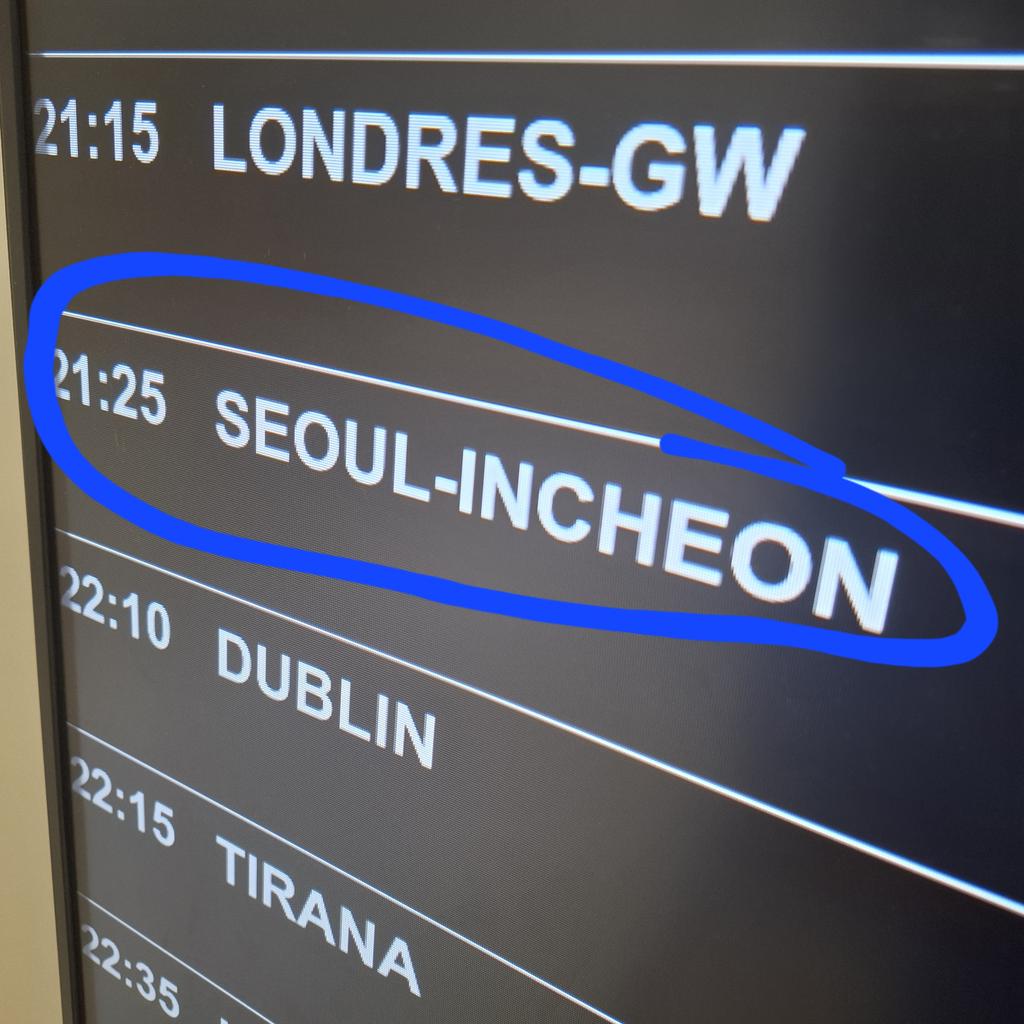 21:15 LONDRES-GW
21:25 SEOUL-INCHEON
22:10 DUBLIN
22:15 TIRANA
22:35